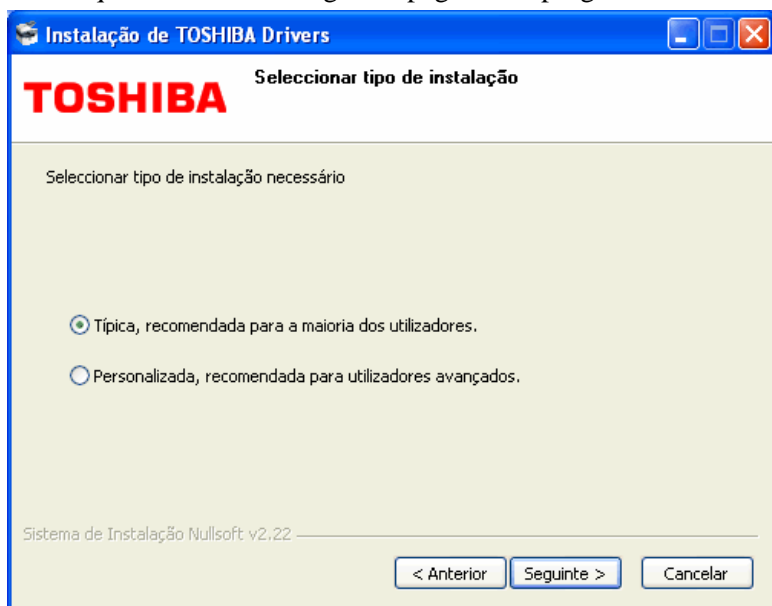 Instalação de TOSHIBA Drivers
TOSHIBA
Seleccionar tipo de instalação
Seleccionar tipo de instalação necessário
Típica, recomendada para a maioria dos utilizadores.
Personalizada, recomendada para utilizadores avançados.
Sistema de Instalação Nullsoft v2.22
< Anterior Seguinte > Cancelar